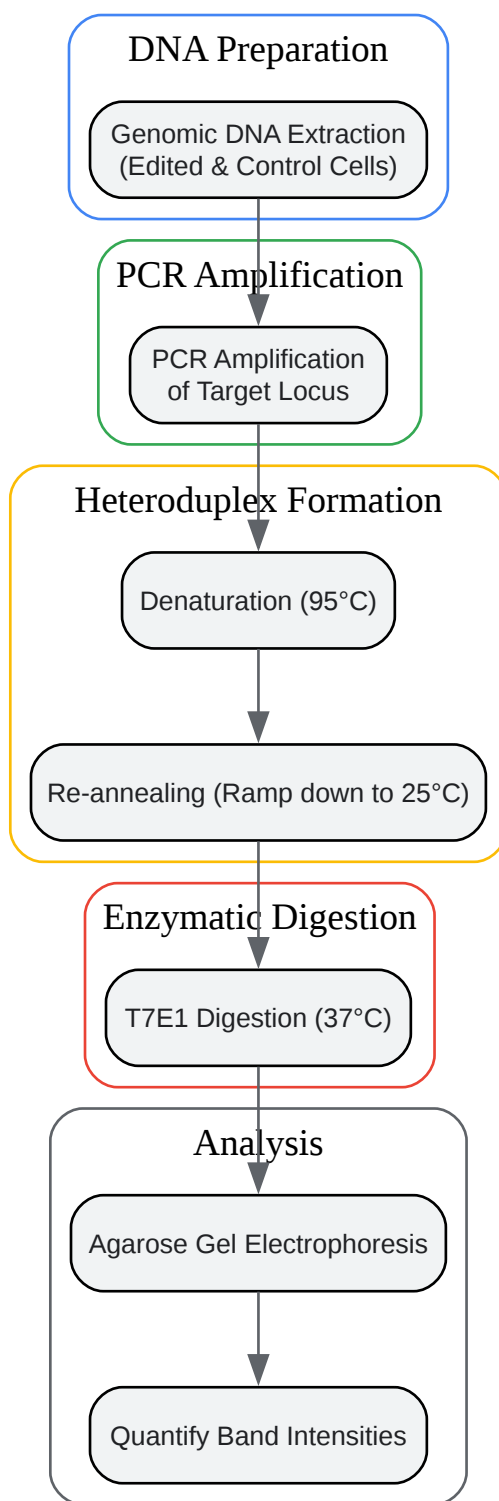 DNA Preparation
Genomic DNA Extraction
(Edited & Control Cells)
PCR Amplification
PCR Amplification
of Target Locus
Heteroduplex Formation
Denaturation (95°C)
Re-annealing (Ramp down to 25°C)
Enzymatic Digestion
T7E1 Digestion (37°C)
Analysis
Agarose Gel Electrophoresis
Quantify Band Intensities